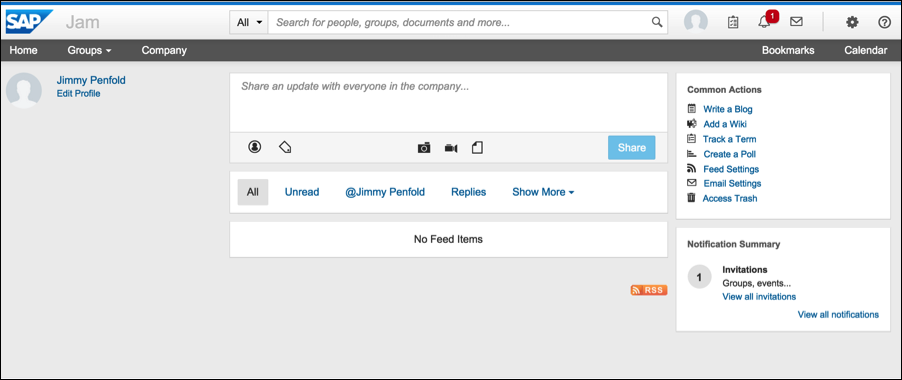 SAP Jam
All
Search for people, groups, documents and more...
1
Home
Groups
Company
Bookmarks
Calendar
Jimmy Penfold
Edit Profile
Share an update with everyone in the company...
Share
All
Unread
@Jimmy Penfold
Replies
Show More
No Feed Items
RSS
Common Actions
Write a Blog
Add a Wiki
Track a Term
Create a Poll
Feed Settings
Email Settings
Access Trash
Notification Summary
1
Invitations
Groups, events...
View all invitations
View all notifications